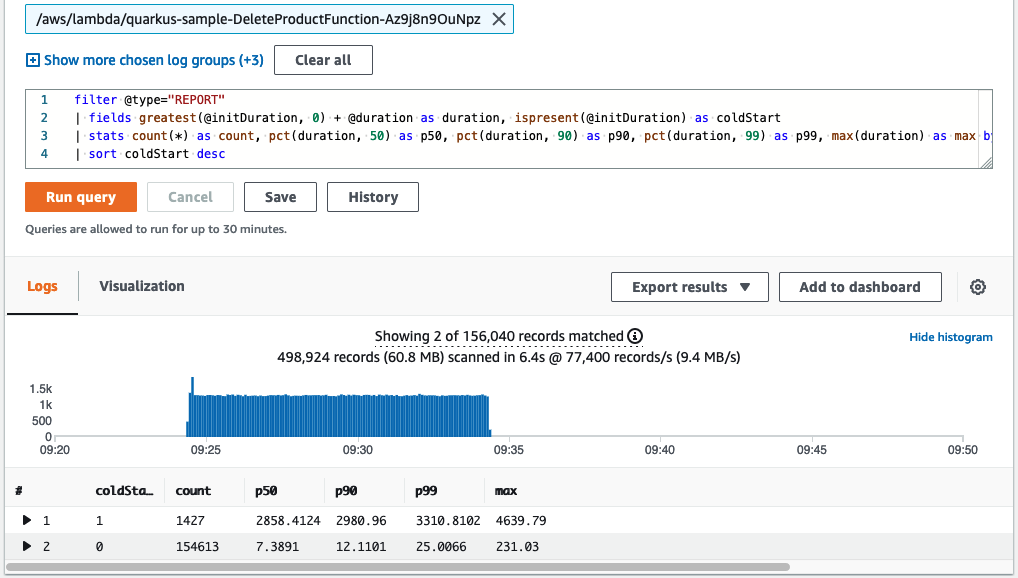 /aws/lambda/quarkus-sample-DeleteProductFunction-Az9j8n9OuNpz
Show more chosen log groups (+3) Clear all
1 filter @type="REPORT"
2 | fields greatest(@initDuration, 0) + @duration as duration, ispresent(@initDuration) as coldStart
3 | stats count(*) as count, pct(duration, 50) as p50, pct(duration, 90) as p90, pct(duration, 99) as p99, max(duration) as max by
4 | sort coldStart desc
Run query Cancel Save History
Queries are allowed to run for up to 30 minutes.
Logs Visualization Export results Add to dashboard
Showing 2 of 156,040 records matched
Hide histogram
498,924 records (60.8 MB) scanned in 6.4s @ 77,400 records/s (9.4 MB/s)
1.5k
1k
500
0
09:20 09:25 09:30 09:35 09:40 09:45 09:50
# coldSta… count p50 p90 p99 max
1 1 1427 2858.4124 2980.96 3310.8102 4639.79
2 0 154613 7.3891 12.1101 25.0066 231.03